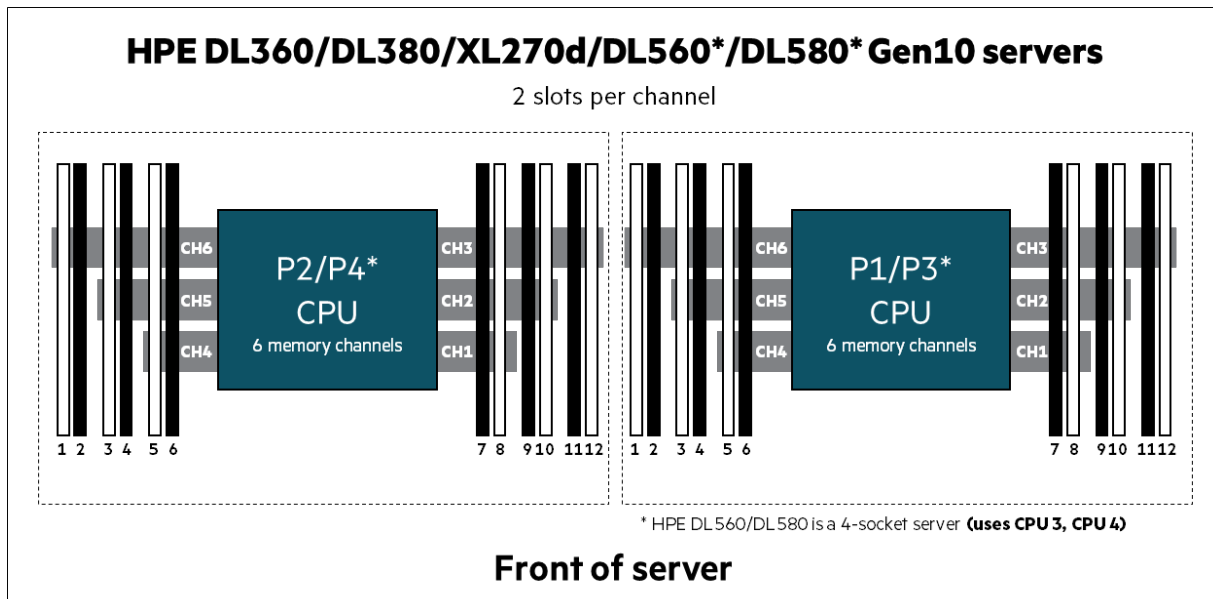 HPE DL360/DL380/XL270d/DL560*/DL580* Gen10 servers
2 slots per channel
CH6
CH5
CH4
P2/P4*
CPU
6 memory channels
CH3
CH2
CH1
1 2 3 4 5 6 7 8 9 10 11 12
CH6
CH5
CH4
P1/P3*
CPU
6 memory channels
CH3
CH2
CH1
1 2 3 4 5 6 7 8 9 10 11 12
* HPE DL560/DL580 is a 4-socket server (uses CPU 3, CPU 4)
Front of server